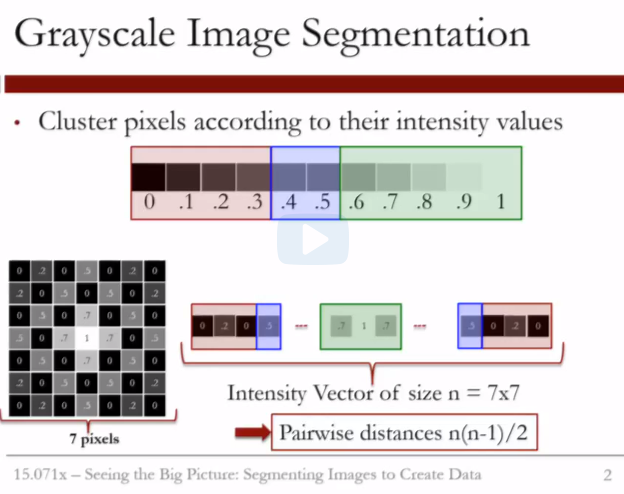 Grayscale Image Segmentation
• Cluster pixels according to their intensity values
0 .1 .2 .3 .4 .5 .6 .7 .8 .9 1
0 .2 0 .5 0 .2 0
.2 0 .5 0 .5 0 .2
0 .5 0 .7 0 .5 0
.5 0 .7 1 .7 0 .5
0 .5 0 .7 0 .5 0
.2 0 .5 0 .5 0 .2
0 .2 0 .5 0 .2 0
7 pixels
0 .2 0 .5 --- .7 1 .7 --- .5 0 .2 0
Intensity Vector of size n = 7x7
Pairwise distances n(n-1)/2
15.071x – Seeing the Big Picture: Segmenting Images to Create Data 2